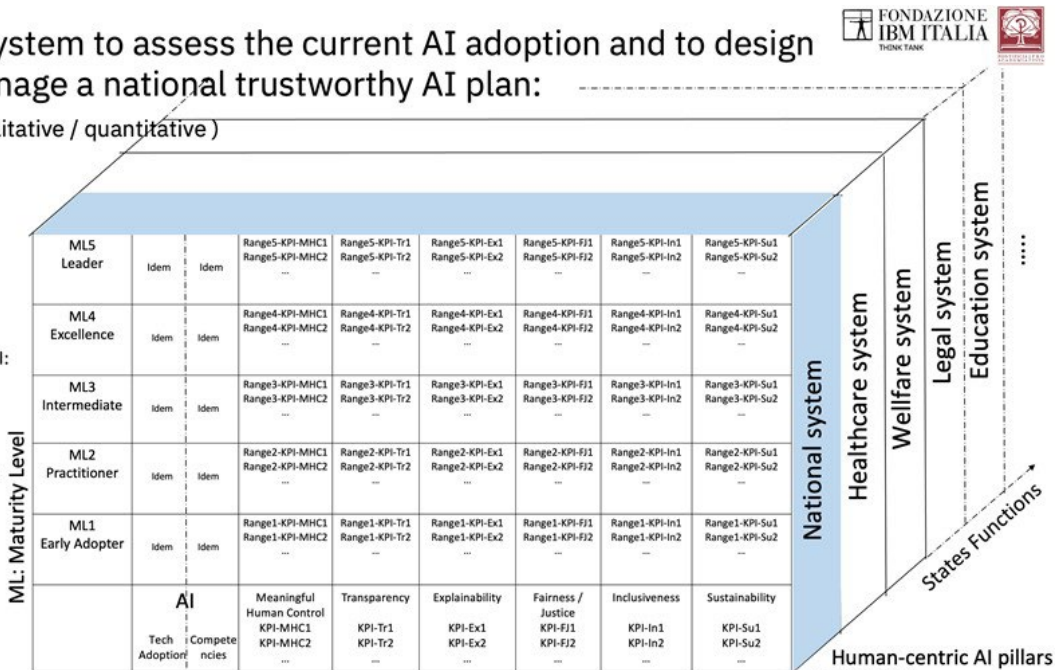 FONDAZIONE
IBM ITALIA
THINK TANK
ystem to assess the current AI adoption and to design
nage a national trustworthy AI plan:
litative / quantitative )
ML5
Leader
Idem
Idem
Range5-KPI-MHC1 Range5-KPI-Tr1 Range5-KPI-Ex1 Range5-KPI-FJ1 Range5-KPI-In1 Range5-KPI-Su1
Range5-KPI-MHC2 Range5-KPI-Tr2 Range5-KPI-Ex2 Range5-KPI-FJ2 Range5-KPI-In2 Range5-KPI-Su2
... ... ... ... ... ...
ML4
Excellence
Idem
Idem
Range4-KPI-MHC1 Range4-KPI-Tr1 Range4-KPI-Ex1 Range4-KPI-FJ1 Range4-KPI-In1 Range4-KPI-Su1
Range4-KPI-MHC2 Range4-KPI-Tr2 Range4-KPI-Ex2 Range4-KPI-FJ2 Range4-KPI-In2 Range4-KPI-Su2
... ... ... ... ... ...
l:
ML3
Intermediate
Idem
Idem
Range3-KPI-MHC1 Range3-KPI-Tr1 Range3-KPI-Ex1 Range3-KPI-FJ1 Range3-KPI-In1 Range3-KPI-Su1
Range3-KPI-MHC2 Range3-KPI-Tr2 Range3-KPI-Ex2 Range3-KPI-FJ2 Range3-KPI-In2 Range3-KPI-Su2
... ... ... ... ... ...
ML2
Practitioner
Idem
Idem
Range2-KPI-MHC1 Range2-KPI-Tr1 Range2-KPI-Ex1 Range2-KPI-FJ1 Range2-KPI-In1 Range2-KPI-Su1
Range2-KPI-MHC2 Range2-KPI-Tr2 Range2-KPI-Ex2 Range2-KPI-FJ2 Range2-KPI-In2 Range2-KPI-Su2
... ... ... ... ... ...
ML1
Early Adopter
Idem
Idem
Range1-KPI-MHC1 Range1-KPI-Tr1 Range1-KPI-Ex1 Range1-KPI-FJ1 Range1-KPI-In1 Range1-KPI-Su1
Range1-KPI-MHC2 Range1-KPI-Tr2 Range1-KPI-Ex2 Range1-KPI-FJ2 Range1-KPI-In2 Range1-KPI-Su2
... ... ... ... ... ...
ML: Maturity Level
AI
Tech
Adoption
Compete
ncies
Meaningful
Human Control
KPI-MHC1
KPI-MHC2
...
Transparency
KPI-Tr1
KPI-Tr2
...
Explainability
KPI-Ex1
KPI-Ex2
...
Fairness /
Justice
KPI-FJ1
KPI-FJ2
...
Inclusiveness
KPI-In1
KPI-In2
...
Sustainability
KPI-Su1
KPI-Su2
...
National system
Healthcare system
Wellfare system
Legal system
Education system
.....
States Functions
Human-centric AI pillars